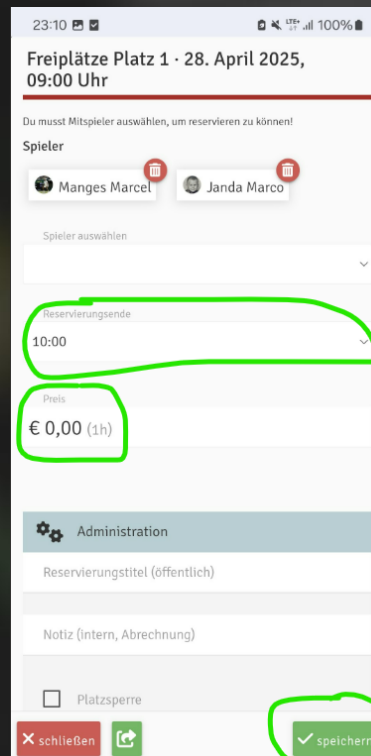 23:10 LTE+ 100%
Freiplätze Platz 1 · 28. April 2025,
09:00 Uhr
Du musst Mitspieler auswählen, um reservieren zu können!
Spieler
Manges Marcel Janda Marco
Spieler auswählen
Reservierungsende
10:00
Preis
€ 0,00 (1h)
Administration
Reservierungstitel (öffentlich)
Notiz (intern, Abrechnung)
Platzsperre
schließen speichern